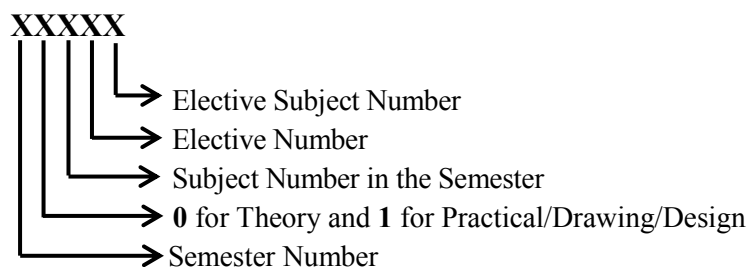 XXXXX
Elective Subject Number
Elective Number
Subject Number in the Semester
0 for Theory and 1 for Practical/Drawing/Design
Semester Number